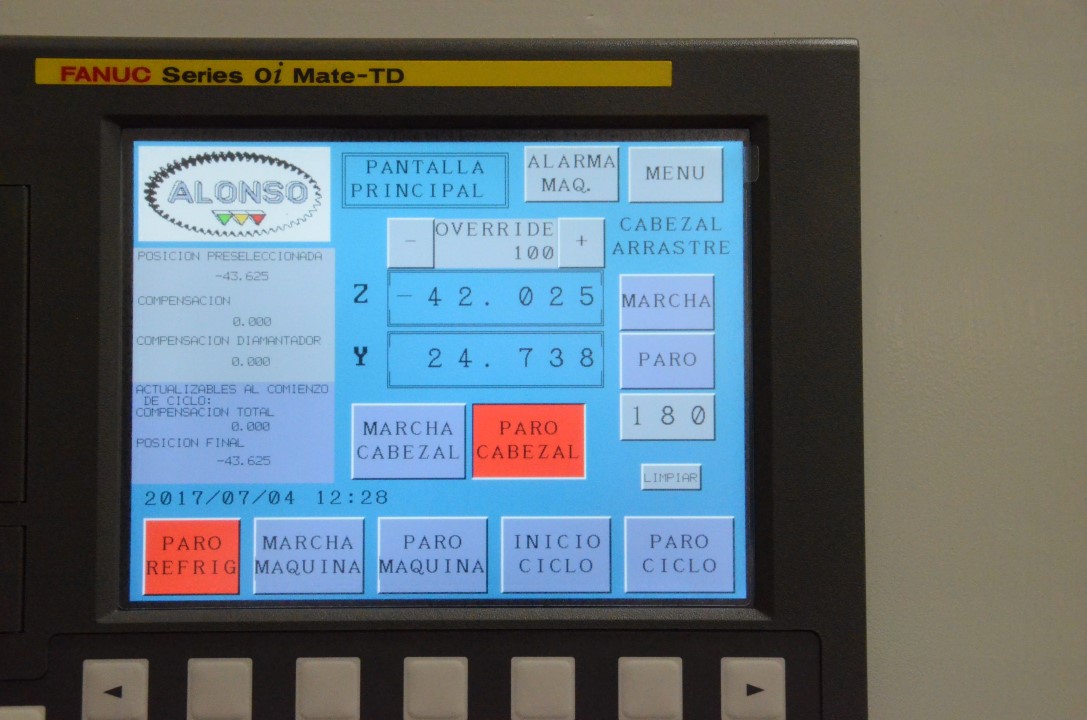 FANUC Series 0i Mate-TD
ALONSO
PANTALLA
PRINCIPAL
ALARMA
MAQ.
MENU
-
OVERRIDE
100
+
CABEZAL
ARRASTRE
POSICION PRESELECCIONADA
-43.625
COMPENSACION
0.000
COMPENSACION DIAMANTADOR
0.000
ACTUALIZABLES AL COMIENZO
DE CICLO:
COMPENSACION TOTAL
0.000
POSICION FINAL
-43.625
Z
-42.025
Y
24.738
MARCHA
PARO
180
MARCHA
CABEZAL
PARO
CABEZAL
LIMPIAR
2017/07/04 12:28
PARO
REFRIG
MARCHA
MAQUINA
PARO
MAQUINA
INICIO
CICLO
PARO
CICLO